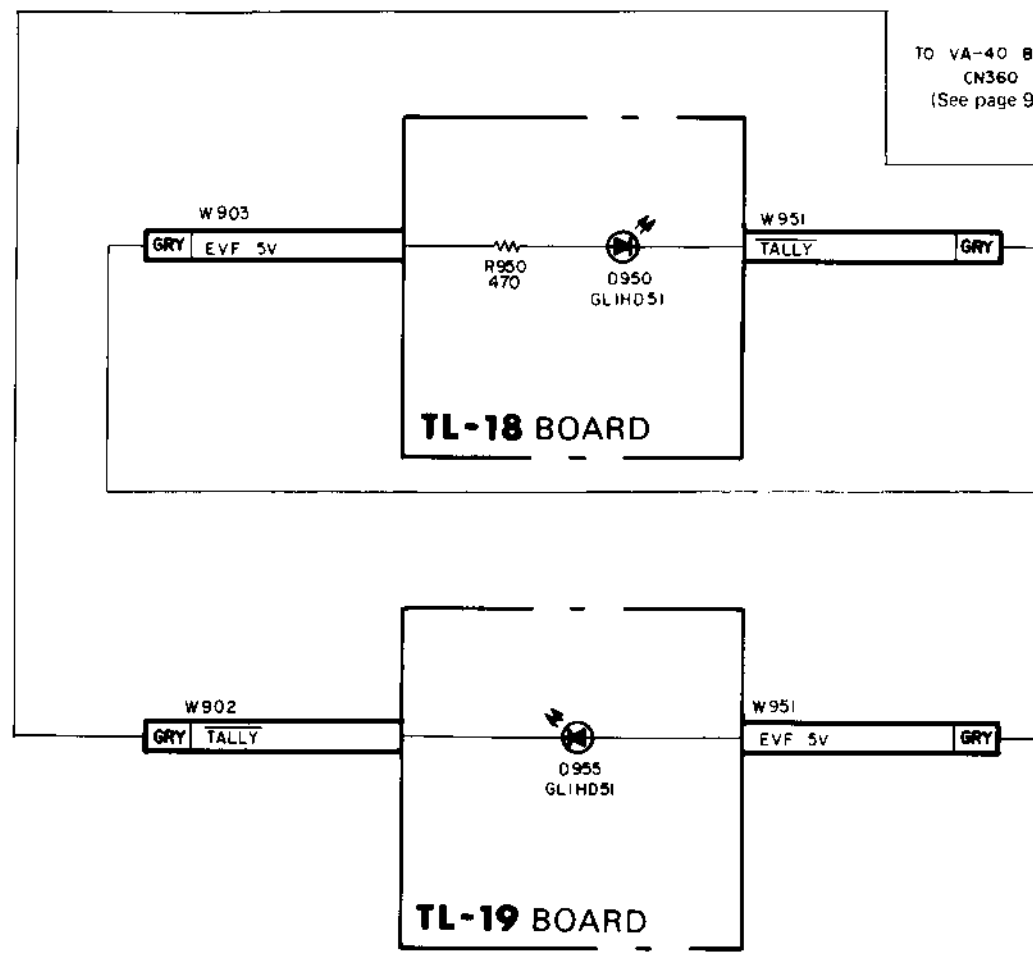 TO VA-40
CN360
(See page 9
W903
GRY EVF 5V
R950
470
D950
GL1HD51
W951
TALLY GRY
TL-18 BOARD
W902
GRY TALLY
D955
GL1HD51
W951
EVF 5V GRY
TL-19 BOARD